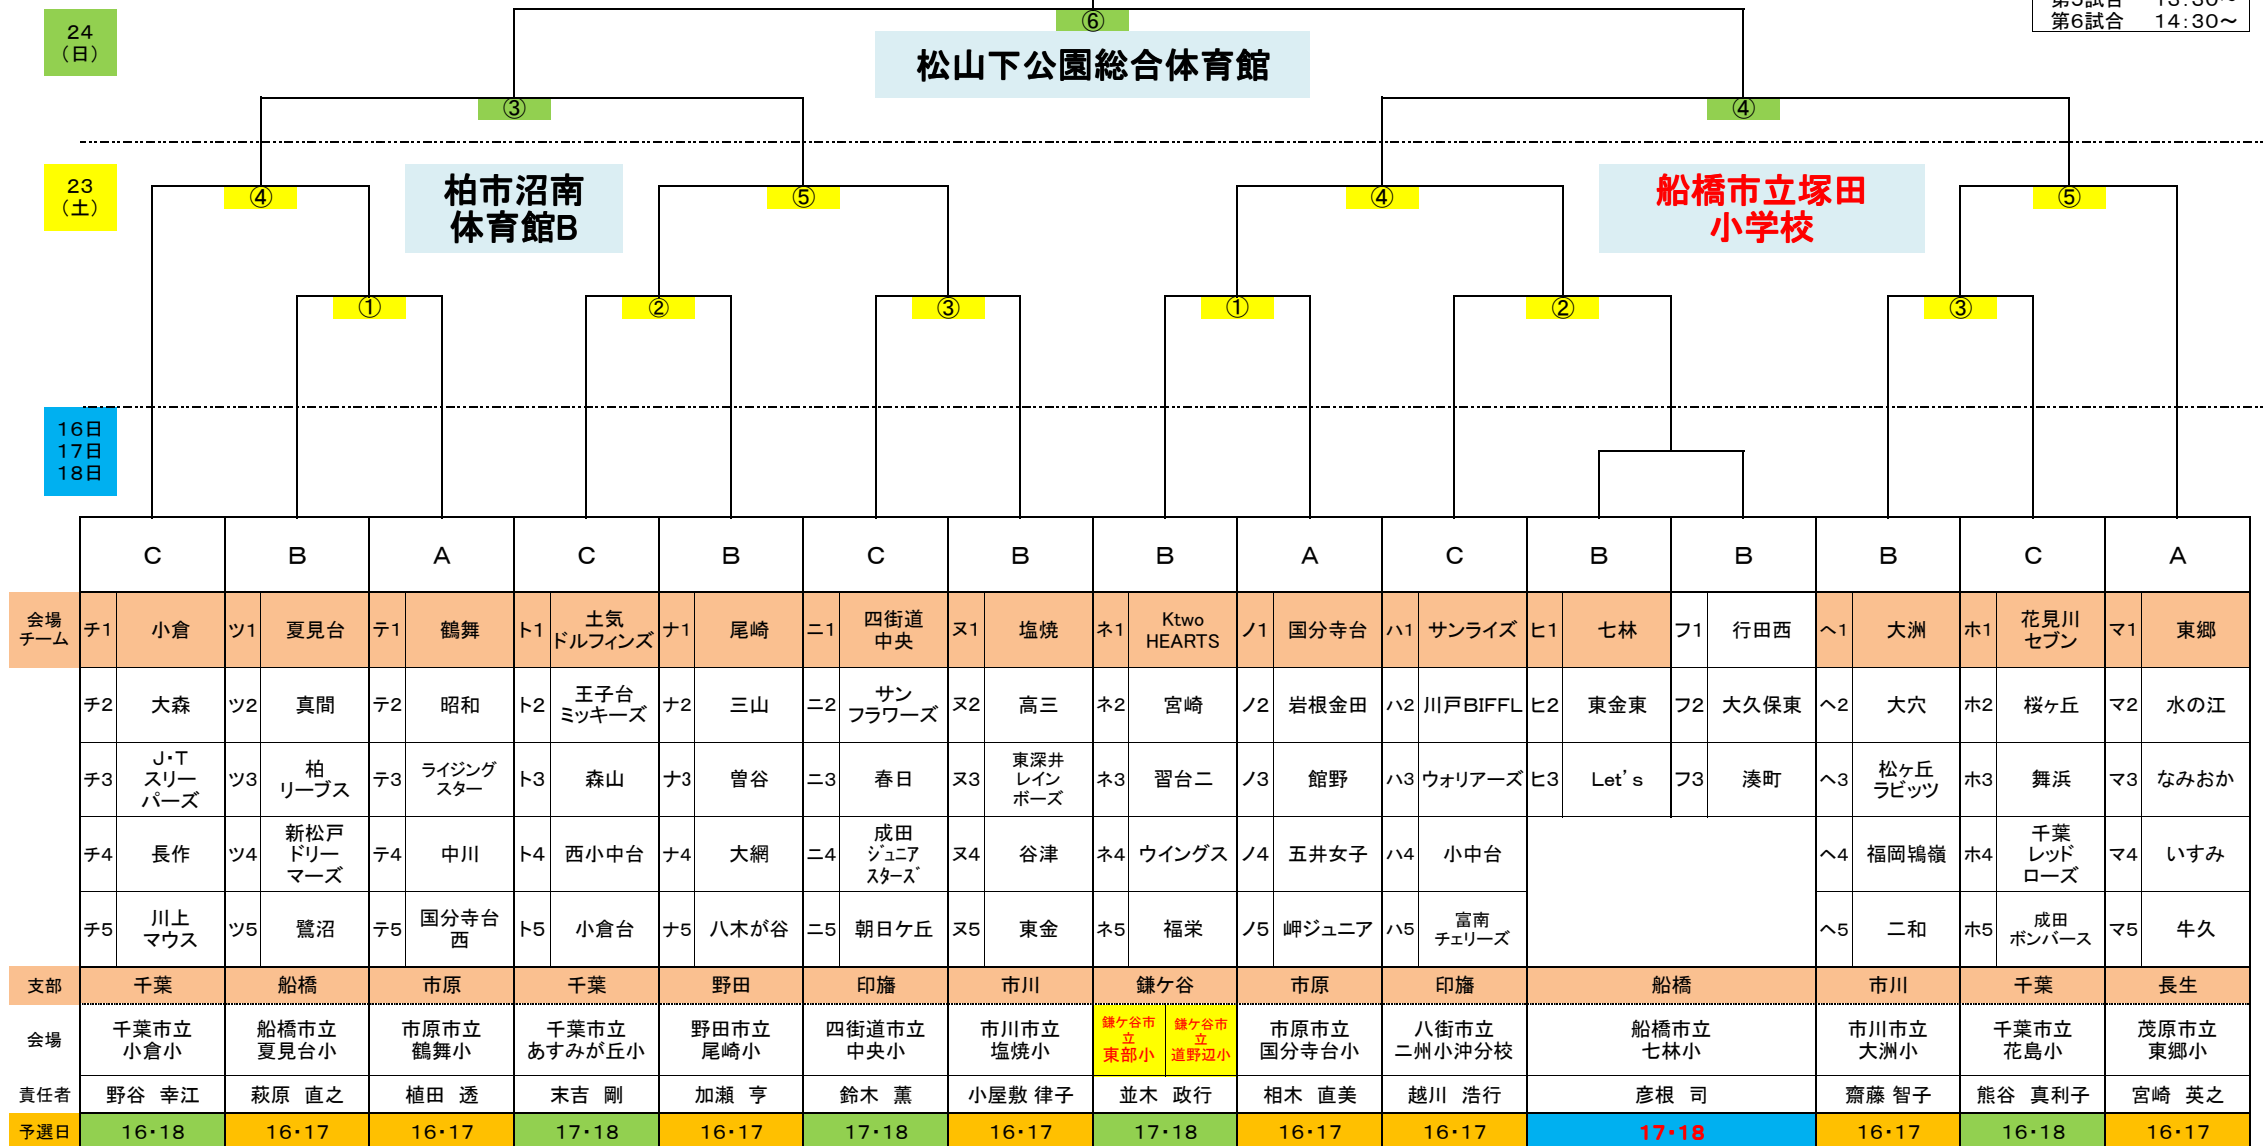 第5試合 13:30～
第6試合 14:30～
⑥
24
（日）
松山下公園総合体育館
③ ④
23
（土）
柏市沼南
体育館B
船橋市立塚田
小学校
④ ⑤ ④ ⑤
① ② ③ ① ② ③
16日
17日
18日
C B A C B C B B A C B B B C A
会場
チーム
チ1 小倉 ツ1 夏見台 テ1 鶴舞 ト1 土気ドルフィンズ ナ1 尾崎 ニ1 四街道中央 ヌ1 塩焼 ネ1 Ktwo HEARTS ノ1 国分寺台 ハ1 サンライズ ヒ1 七林 フ1 行田西 ヘ1 大洲 ホ1 花見川セブン マ1 東郷
チ2 大森 ツ2 真間 テ2 昭和 ト2 王子台ミッキーズ ナ2 三山 ニ2 サンフラワーズ ヌ2 高三 ネ2 宮崎 ノ2 岩根金田 ハ2 川戸BIFFL ヒ2 東金東 フ2 大久保東 ヘ2 大穴 ホ2 桜ヶ丘 マ2 水の江
チ3 J・Tスリーパーズ ツ3 柏リーブス テ3 ライジングスター ト3 森山 ナ3 曽谷 ニ3 春日 ヌ3 東深井レインボーズ ネ3 習台二 ノ3 館野 ハ3 ウォリアーズ ヒ3 Let's フ3 湊町 ヘ3 松ヶ丘ラビッツ ホ3 舞浜 マ3 なみおか
チ4 長作 ツ4 新松戸ドリーマーズ テ4 中川 ト4 西小中台 ナ4 大網 ニ4 成田ジュニアスターズ ヌ4 谷津 ネ4 ウイングス ノ4 五井女子 ハ4 小中台 ヘ4 福岡鴇嶺 ホ4 千葉レッドローズ マ4 いすみ
チ5 川上マウス ツ5 鷺沼 テ5 国分寺台西 ト5 小倉台 ナ5 八木が谷 ニ5 朝日ケ丘 ヌ5 東金 ネ5 福栄 ノ5 岬ジュニア ハ5 富南チェリーズ ヘ5 二和 ホ5 成田ボンバース マ5 牛久
支部 千葉 船橋 市原 千葉 野田 印旛 市川 鎌ケ谷 市原 印旛 船橋 市川 千葉 長生
会場 千葉市立小倉小 船橋市立夏見台小 市原市立鶴舞小 千葉市立あすみが丘小 野田市立尾崎小 四街道市立中央小 市川市立塩焼小 鎌ケ谷市立東部小 鎌ケ谷市立道野辺小 市原市立国分寺台小 八街市立二州小沖分校 船橋市立七林小 市川市立大洲小 千葉市立花島小 茂原市立東郷小
責任者 野谷 幸江 萩原 直之 植田 透 末吉 剛 加瀬 亨 鈴木 薫 小屋敷 律子 並木 政行 相木 直美 越川 浩行 彦根 司 齋藤 智子 熊谷 真利子 宮崎 英之
予選日 16・18 16・17 16・17 17・18 16・17 17・18 16・17 17・18 16・17 16・17 17・18 16・17 16・18 16・17